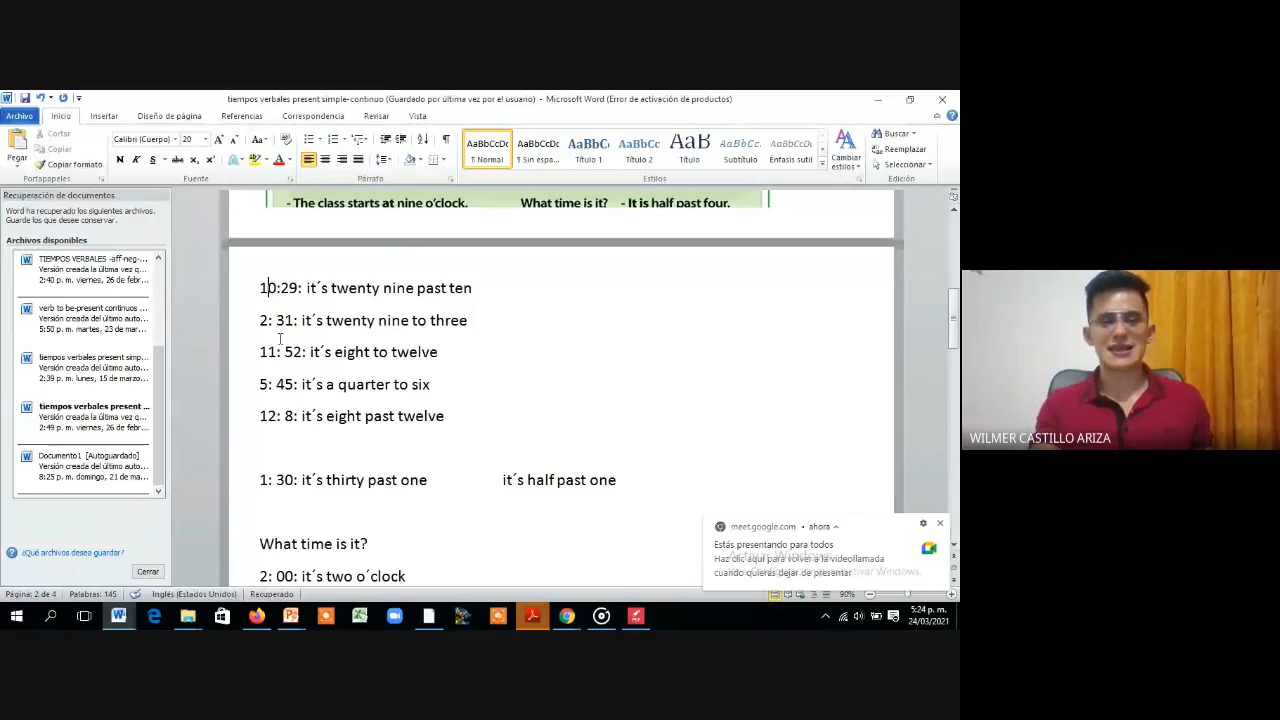 tiempos verbales present simple-continuo (Guardado por última vez por el usuario) - Microsoft Word (Error de activación de productos)
Archivo Inicio Insertar Diseño de página Referencias Correspondencia Revisar Vista
Pegar
Cortar
Copiar
Copiar formato
Portapapeles
Calibri (Cuerpo) 20
Fuente
Párrafo
AaBbCcDc AaBbCcDc AaBbC AaBbCc AaB AaBbCc. AaBbCcDc
¶ Normal ¶ Sin espa... Título 1 Título 2 Título Subtítulo Énfasis sutil
Cambiar estilos
Estilos
Buscar
Reemplazar
Seleccionar
Edición
Recuperación de documentos
Word ha recuperado los siguientes archivos.
Guarde los que desee conservar.
Archivos disponibles
TIEMPOS VERBALES -aff-neg-...
Versión creada la última vez q...
2:40 p. m. viernes, 26 de febr...
verb to be-present continuos ...
Versión creada la última vez q...
5:50 p. m. martes, 23 de mar...
tiempos verbales present simp...
Versión creada la última vez q...
2:39 p. m. lunes, 15 de marzo...
tiempos verbales present ...
Versión creada la última vez q...
2:49 p. m. viernes, 26 de feb...
Documento1 [Autoguardado]
Versión creada del último auto...
8:25 p. m. domingo, 21 de ma...
¿Qué archivos desea guardar?
Cerrar
- The class starts at nine o'clock. What time is it? - It is half past four.
10:29: it´s twenty nine past ten
2: 31: it´s twenty nine to three
11: 52: it´s eight to twelve
5: 45: it´s a quarter to six
12: 8: it´s eight past twelve
1: 30: it´s thirty past one it´s half past one
What time is it?
2: 00: it´s two o´clock
meet.google.com • ahora
Estás presentando para todos
Haz clic aquí para volver a la videollamada
cuando quieras dejar de presentar
Activar Windows
Página: 2 de 4 Palabras: 145 Inglés (Estados Unidos) Recuperado 90%
5:24 p. m.
24/03/2021
WILMER CASTILLO ARIZA